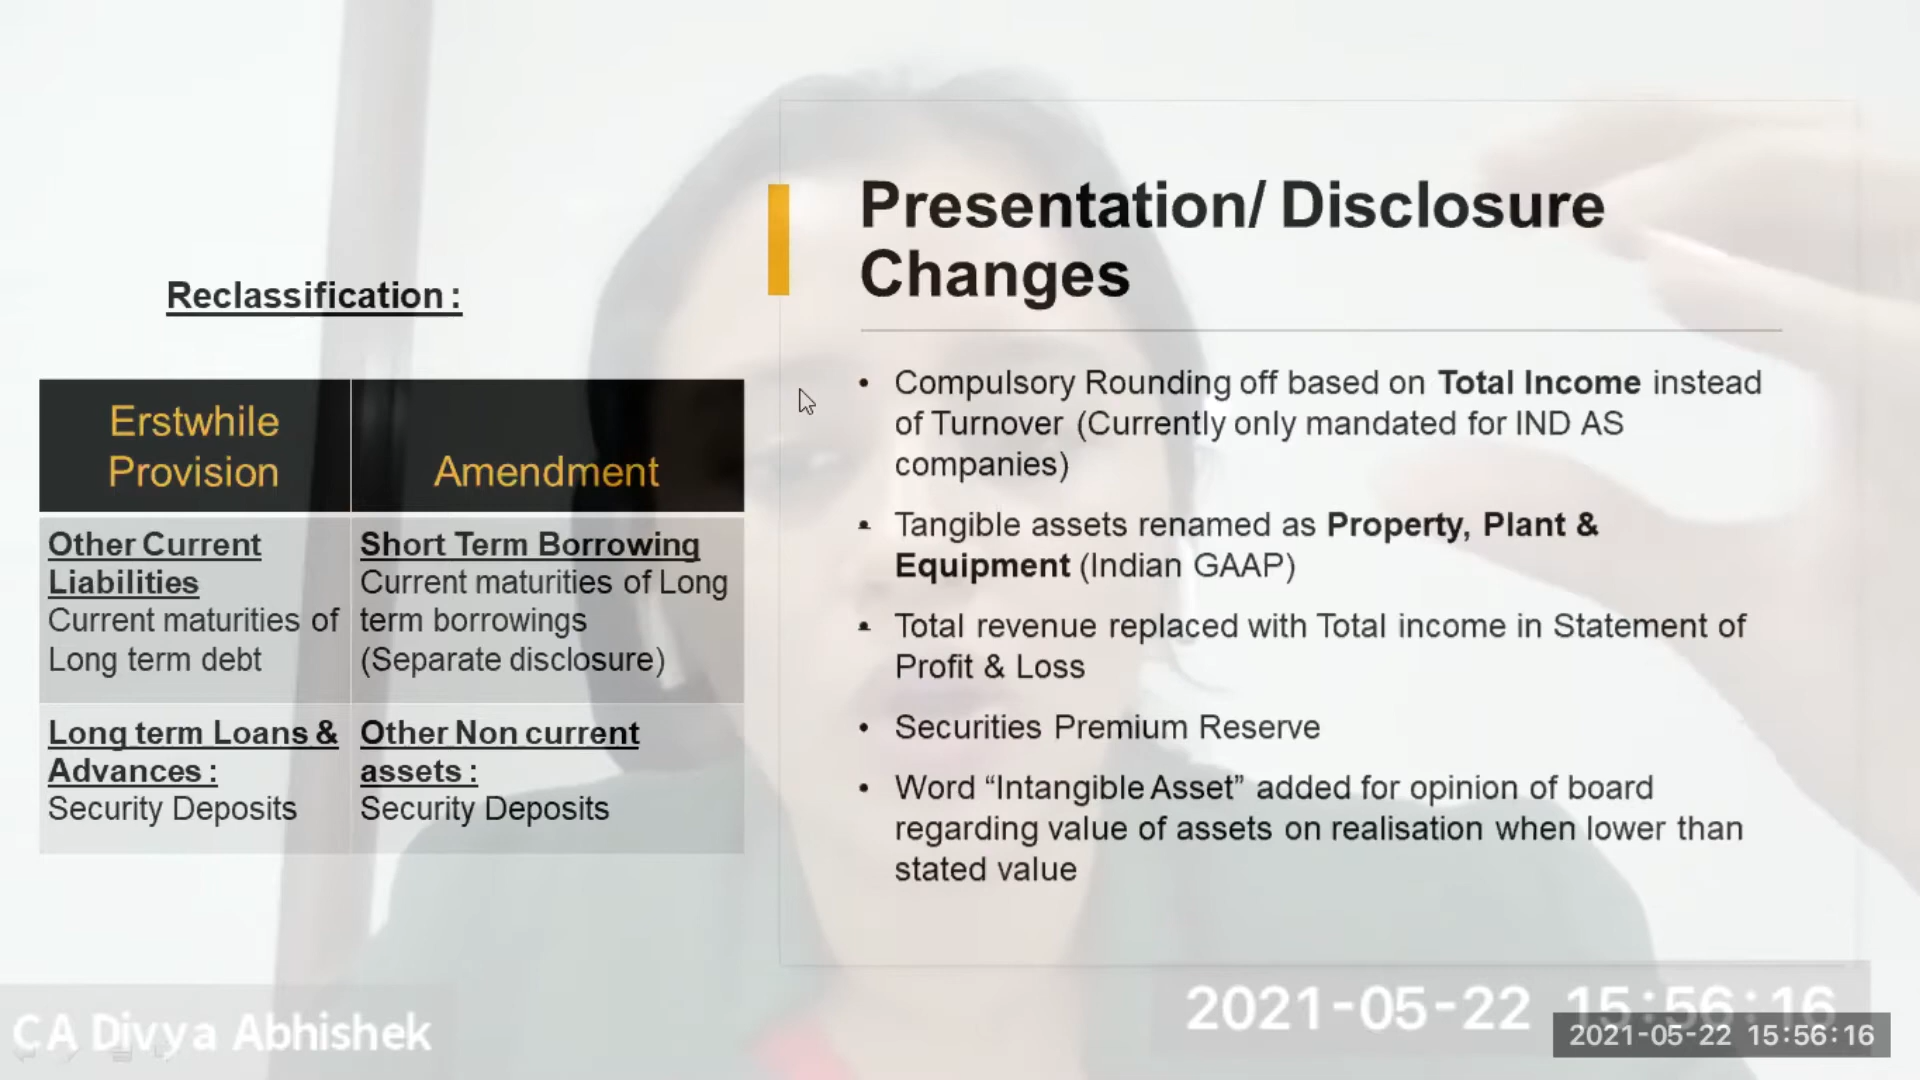 Reclassification :
Erstwhile
Provision
Amendment
Other Current
Liabilities
Current maturities of
Long term debt
Short Term Borrowing
Current maturities of Long
term borrowings
(Separate disclosure)
Long term Loans &
Advances :
Security Deposits
Other Non current
assets :
Security Deposits
Presentation/ Disclosure
Changes
• Compulsory Rounding off based on Total Income instead
of Turnover (Currently only mandated for IND AS
companies)
• Tangible assets renamed as Property, Plant &
Equipment (Indian GAAP)
• Total revenue replaced with Total income in Statement of
Profit & Loss
• Securities Premium Reserve
• Word “Intangible Asset” added for opinion of board
regarding value of assets on realisation when lower than
stated value
CA Divya Abhishek
2021-05-22 15:56:16
2021-05-22 15:56:16